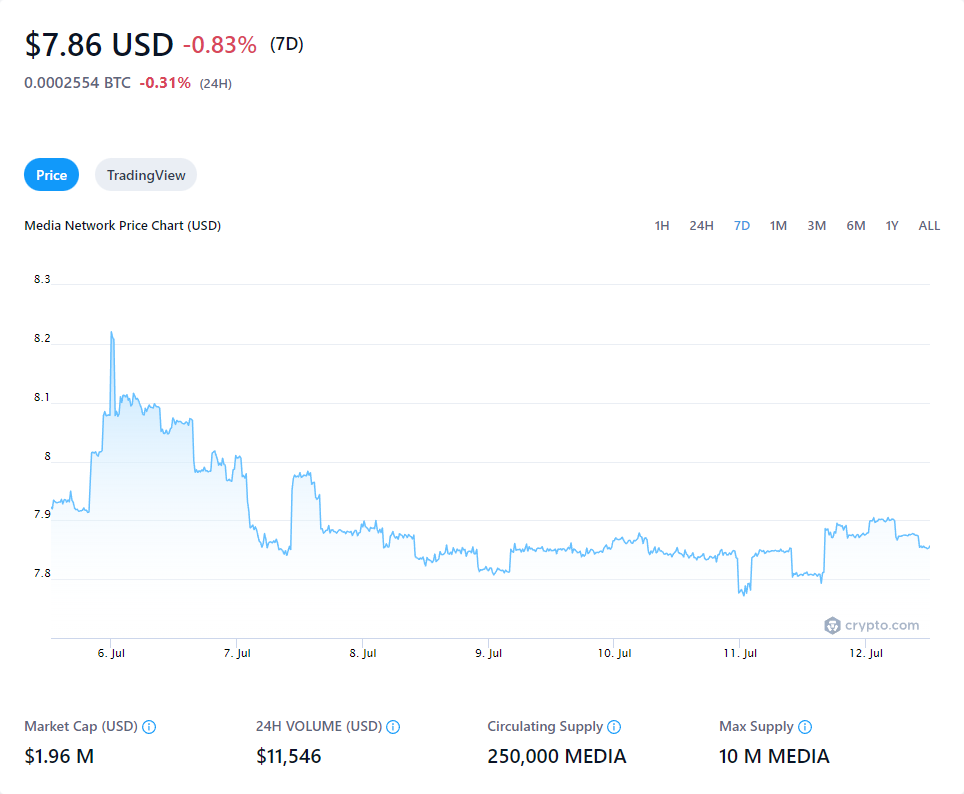 $7.86 USD -0.83% (7D)
0.0002554 BTC -0.31% (24H)
Price TradingView
Media Network Price Chart (USD) 1H 24H 7D 1M 3M 6M 1Y ALL
8.3
8.2
8.1
8
7.9
7.8
crypto.com
6. Jul 7. Jul 8. Jul 9. Jul 10. Jul 11. Jul 12. Jul
Market Cap (USD) 24H VOLUME (USD) Circulating Supply Max Supply
$1.96 M $11,546 250,000 MEDIA 10 M MEDIA